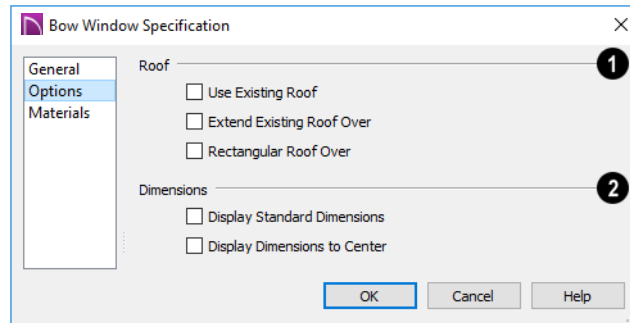 Bow Window Specification
General
Options
Materials
Roof
1
Use Existing Roof
Extend Existing Roof Over
Rectangular Roof Over
Dimensions
2
Display Standard Dimensions
Display Dimensions to Center
OK
Cancel
Help